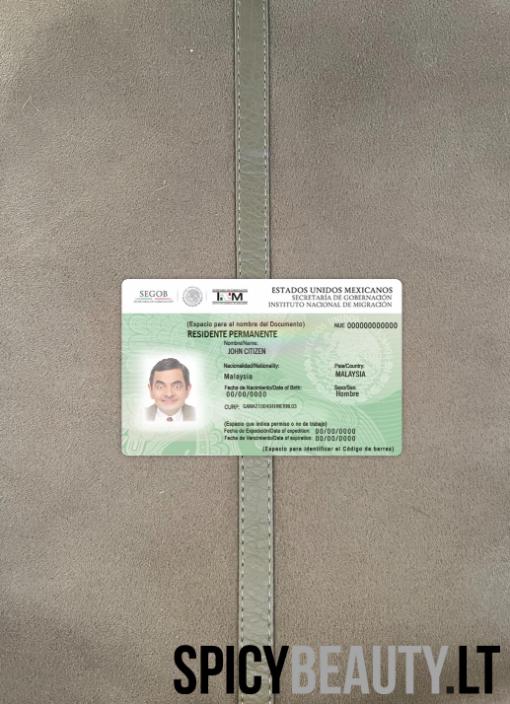 SEGOB
ESTADOS UNIDOS MEXICANOS
SECRETARÍA DE GOBERNACIÓN
INSTITUTO NACIONAL DE MIGRACIÓN
(Espacio para el nombre del Documento)
NUE 000000000000
RESIDENTE PERMANENTE
Nombre/Name:
JOHN CITIZEN
Nacionalidad/Nationality:
País/Country:
Malaysia
MALAYSIA
Fecha de Nacimiento/Date of Birth:
Sexo/Sex
00/00/0000
Hombre
CURP:
(Espacio que indica permiso o no de trabajo)
Fecha de Expedición/Date of expedition: 00/00/0000
Fecha de Vencimiento/Date of expiration: 00/00/0000
(Espacio para identificar el Código de barras)
SPICYBEAUTY.LT